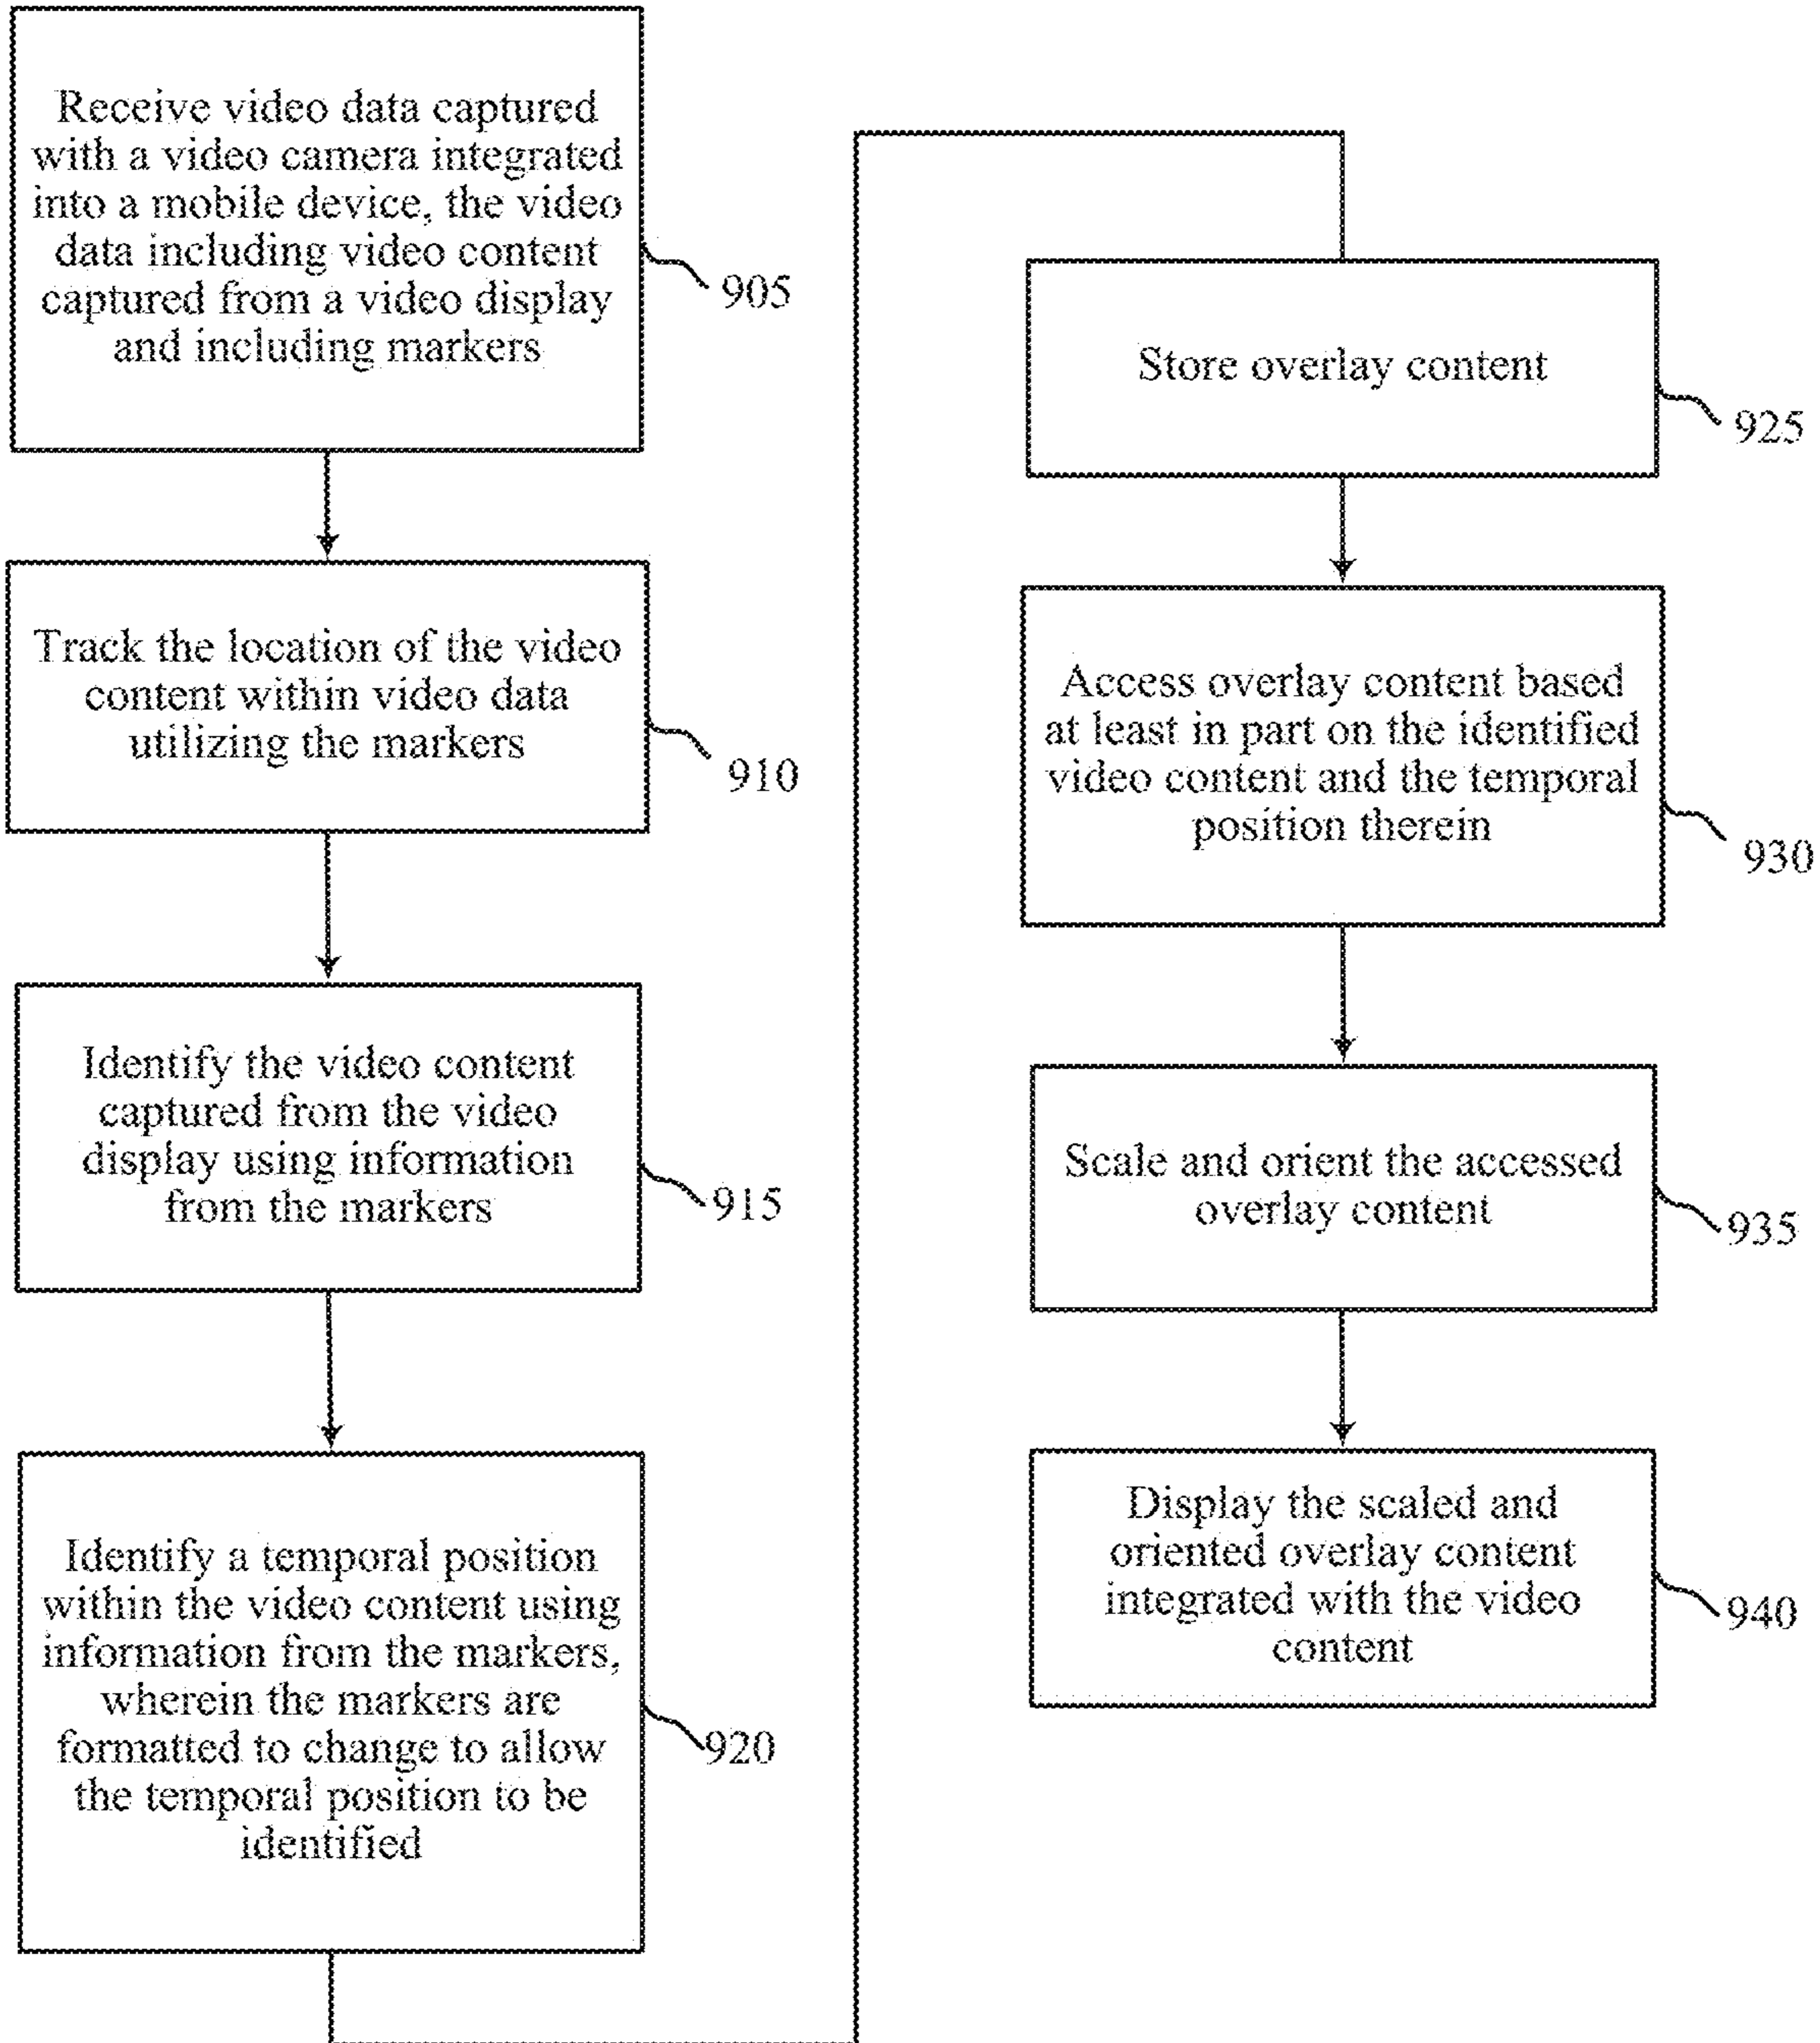 Receive video data captured
with a video camera integrated
into a mobile device, the video
data including video content
captured from a video display
and including markers
905
Track the location of the video
content within video data
utilizing the markers
910
Identify the video content
captured from the video
display using information
from the markers
915
Identify a temporal position
within the video content using
information from the markers,
wherein the markers are
formatted to change to allow
the temporal position to be
identified
920
Store overlay content
925
Access overlay content based
at least in part on the identified
video content and the temporal
position therein
930
Scale and orient the accessed
overlay content
935
Display the scaled and
oriented overlay content
integrated with the video
content
940